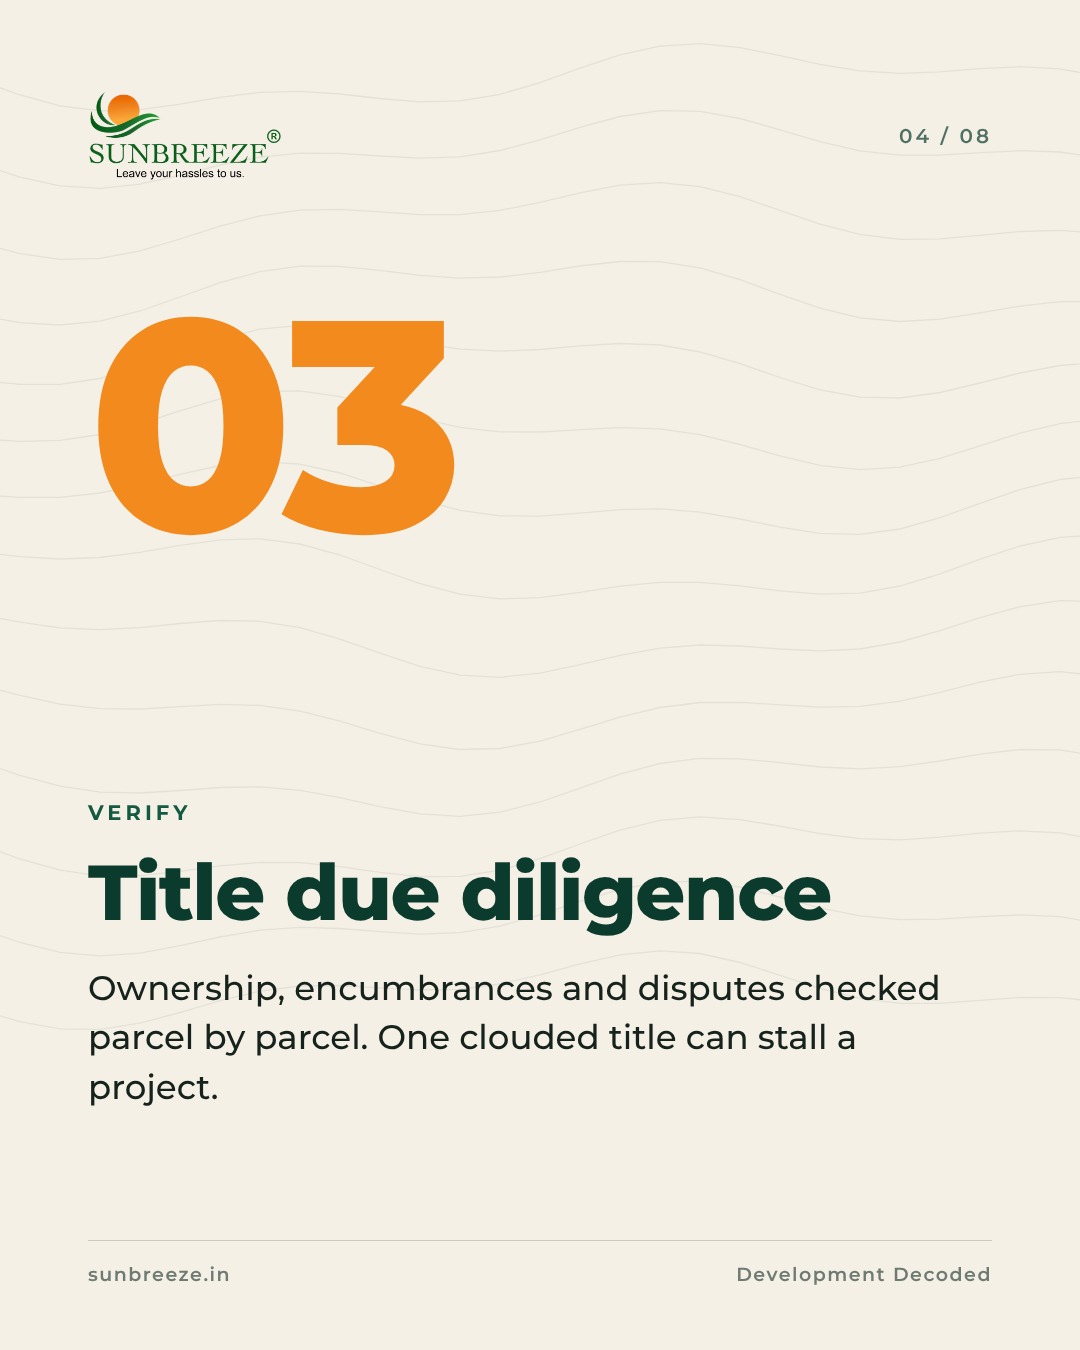 SUNBREEZE®
Leave your hassles to us.
04 / 08
03
VERIFY
Title due diligence
Ownership, encumbrances and disputes checked
parcel by parcel. One clouded title can stall a
project.
sunbreeze.in
Development Decoded